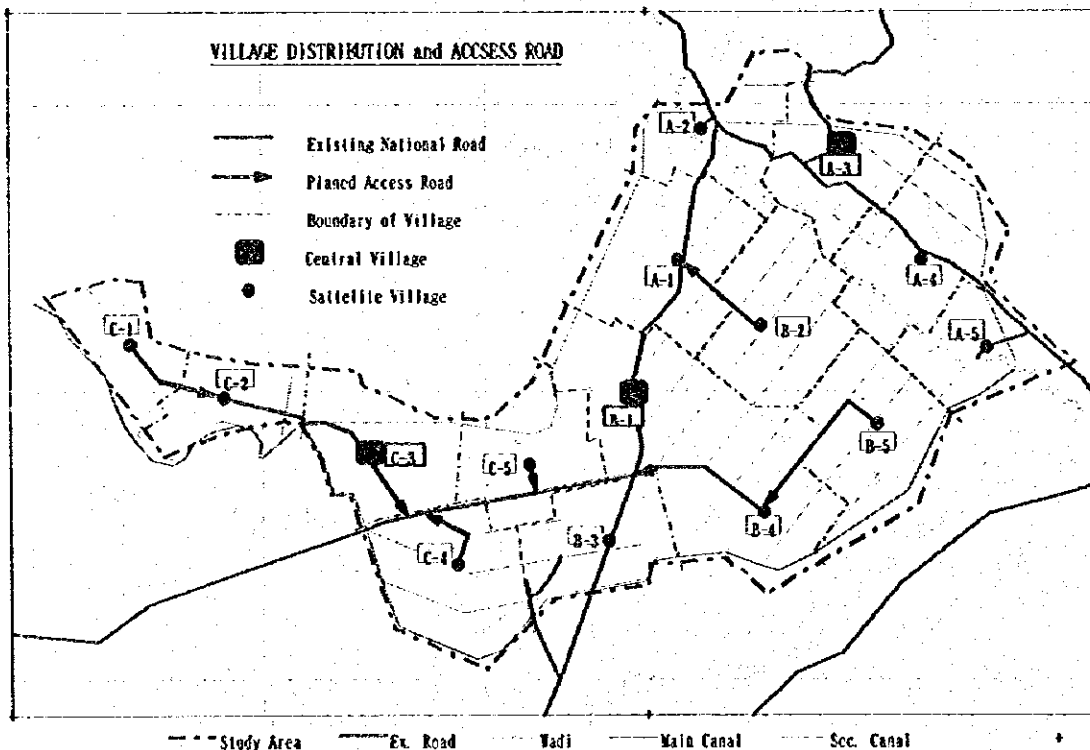 VILLAGE DISTRIBUTION and ACCSESS ROAD
Existing National Road
Planed Access Road
Boundary of Village
Central Village
Sattelite Village
A-2
A-3
A-1
A-4
B-2
A-5
C-1
C-2
B-1
C-3
C-5
B-5
B-4
B-3
C-4
Study Area
Ex. Road
Wadi
Main Canal
Scc. Canal